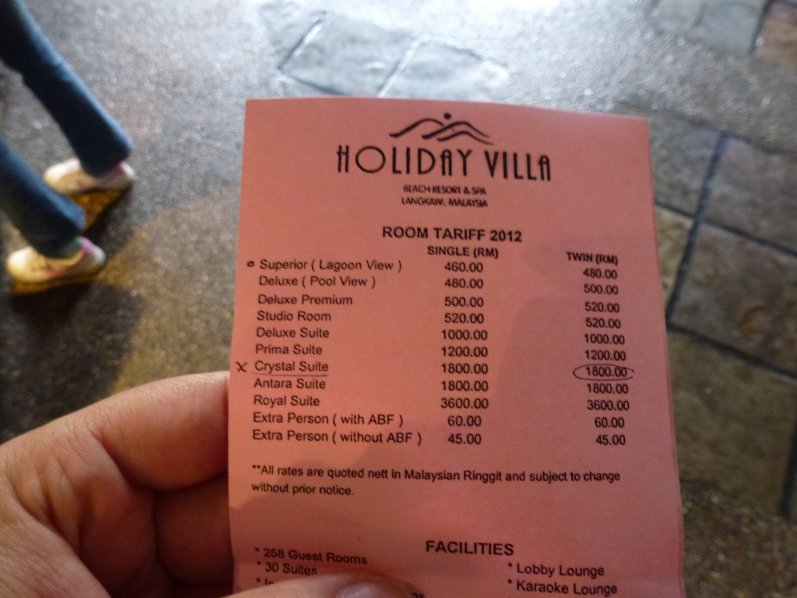 HOLIDAY VILLA
BEACH RESORT & SPA
LANGKAWI, MALAYSIA
ROOM TARIFF 2012
SINGLE (RM) TWIN (RM)
Superior ( Lagoon View ) 460.00 480.00
Deluxe ( Pool View ) 480.00 500.00
Deluxe Premium 500.00 520.00
Studio Room 520.00 520.00
Deluxe Suite 1000.00 1000.00
Prima Suite 1200.00 1200.00
x Crystal Suite 1800.00 1800.00
Antara Suite 1800.00 1800.00
Royal Suite 3600.00 3600.00
Extra Person ( with ABF ) 60.00 60.00
Extra Person ( without ABF ) 45.00 45.00
**All rates are quoted nett in Malaysian Ringgit and subject to change
without prior notice.
FACILITIES
* 258 Guest Rooms * Lobby Lounge
* 30 Suites * Karaoke Lounge